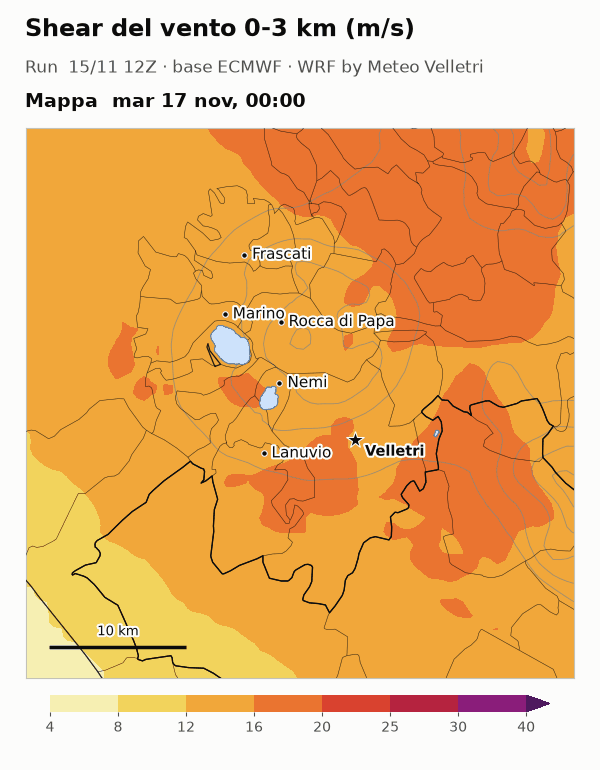 Shear del vento 0-3 km (m/s)
Run  15/11 12Z · base ECMWF · WRF by Meteo Velletri
Mappa  mar 17 nov, 00:00
Frascati
Marino
Rocca di Papa
Nemi
Velletri
Lanuvio
10 km
4 8 12 16 20 25 30 40